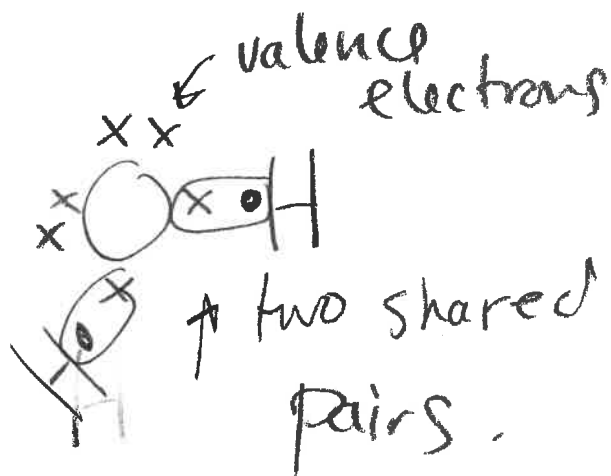 valence
electrons
X X
X
X
O X H
X
H
two shared
pairs.